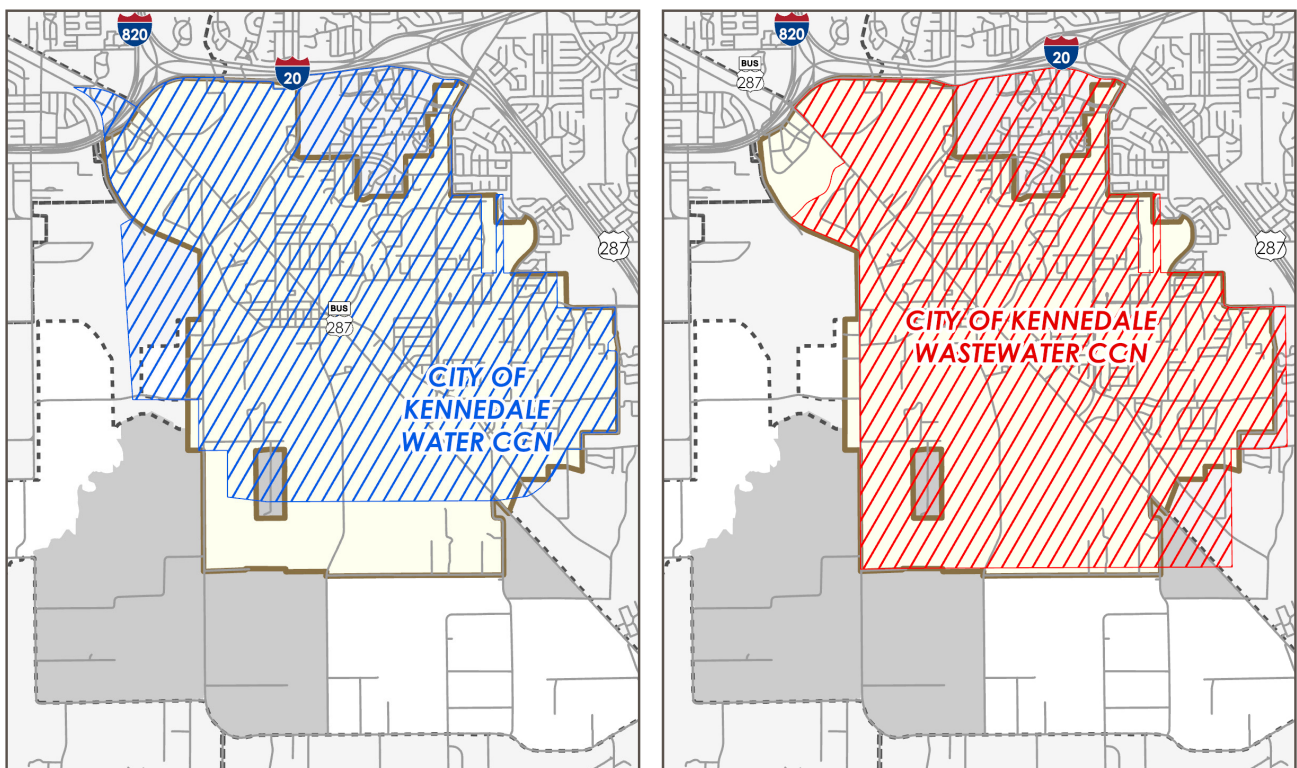 820
20
287
BUS
287
CITY OF
KENNEDALE
WATER CCN
820
BUS
287
20
287
CITY OF KENNEDALE
WASTEWATER CCN